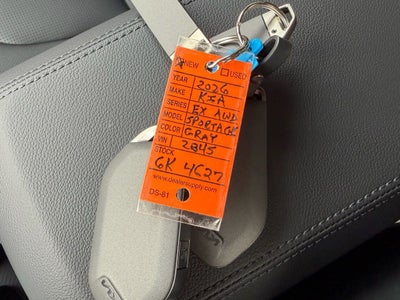 NEW USED
YEAR 2026
MAKE KIA
SERIES EX AWD
MODEL SPORTAGE
COLOR GRAY
VIN 2845
STOCK 6K 4627
www.dealersupply.com
DS-81